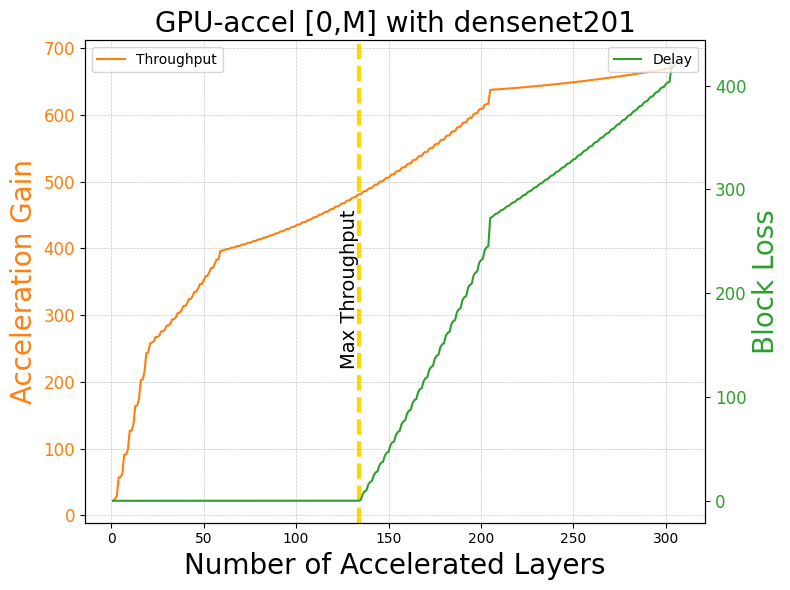 GPU-accel [0,M] with densenet201
Throughput
Delay
700
600
500
400
300
200
100
0
Acceleration Gain
Max Throughput
400
300
200
100
0
Block Loss
0
50
100
150
200
250
300
Number of Accelerated Layers